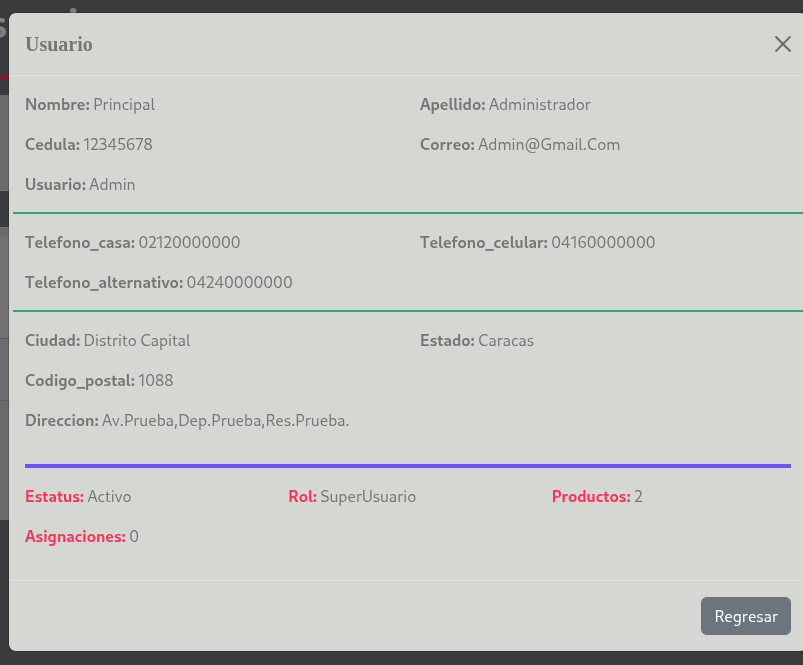 Usuario
Nombre: Principal Apellido: Administrador
Cedula: 12345678 Correo: Admin@Gmail.Com
Usuario: Admin
Telefono_casa: 02120000000 Telefono_celular: 04160000000
Telefono_alternativo: 04240000000
Ciudad: Distrito Capital Estado: Caracas
Codigo_postal: 1088
Direccion: Av.Prueba,Dep.Prueba,Res.Prueba.
Estatus: Activo Rol: SuperUsuario Productos: 2
Asignaciones: 0
Regresar